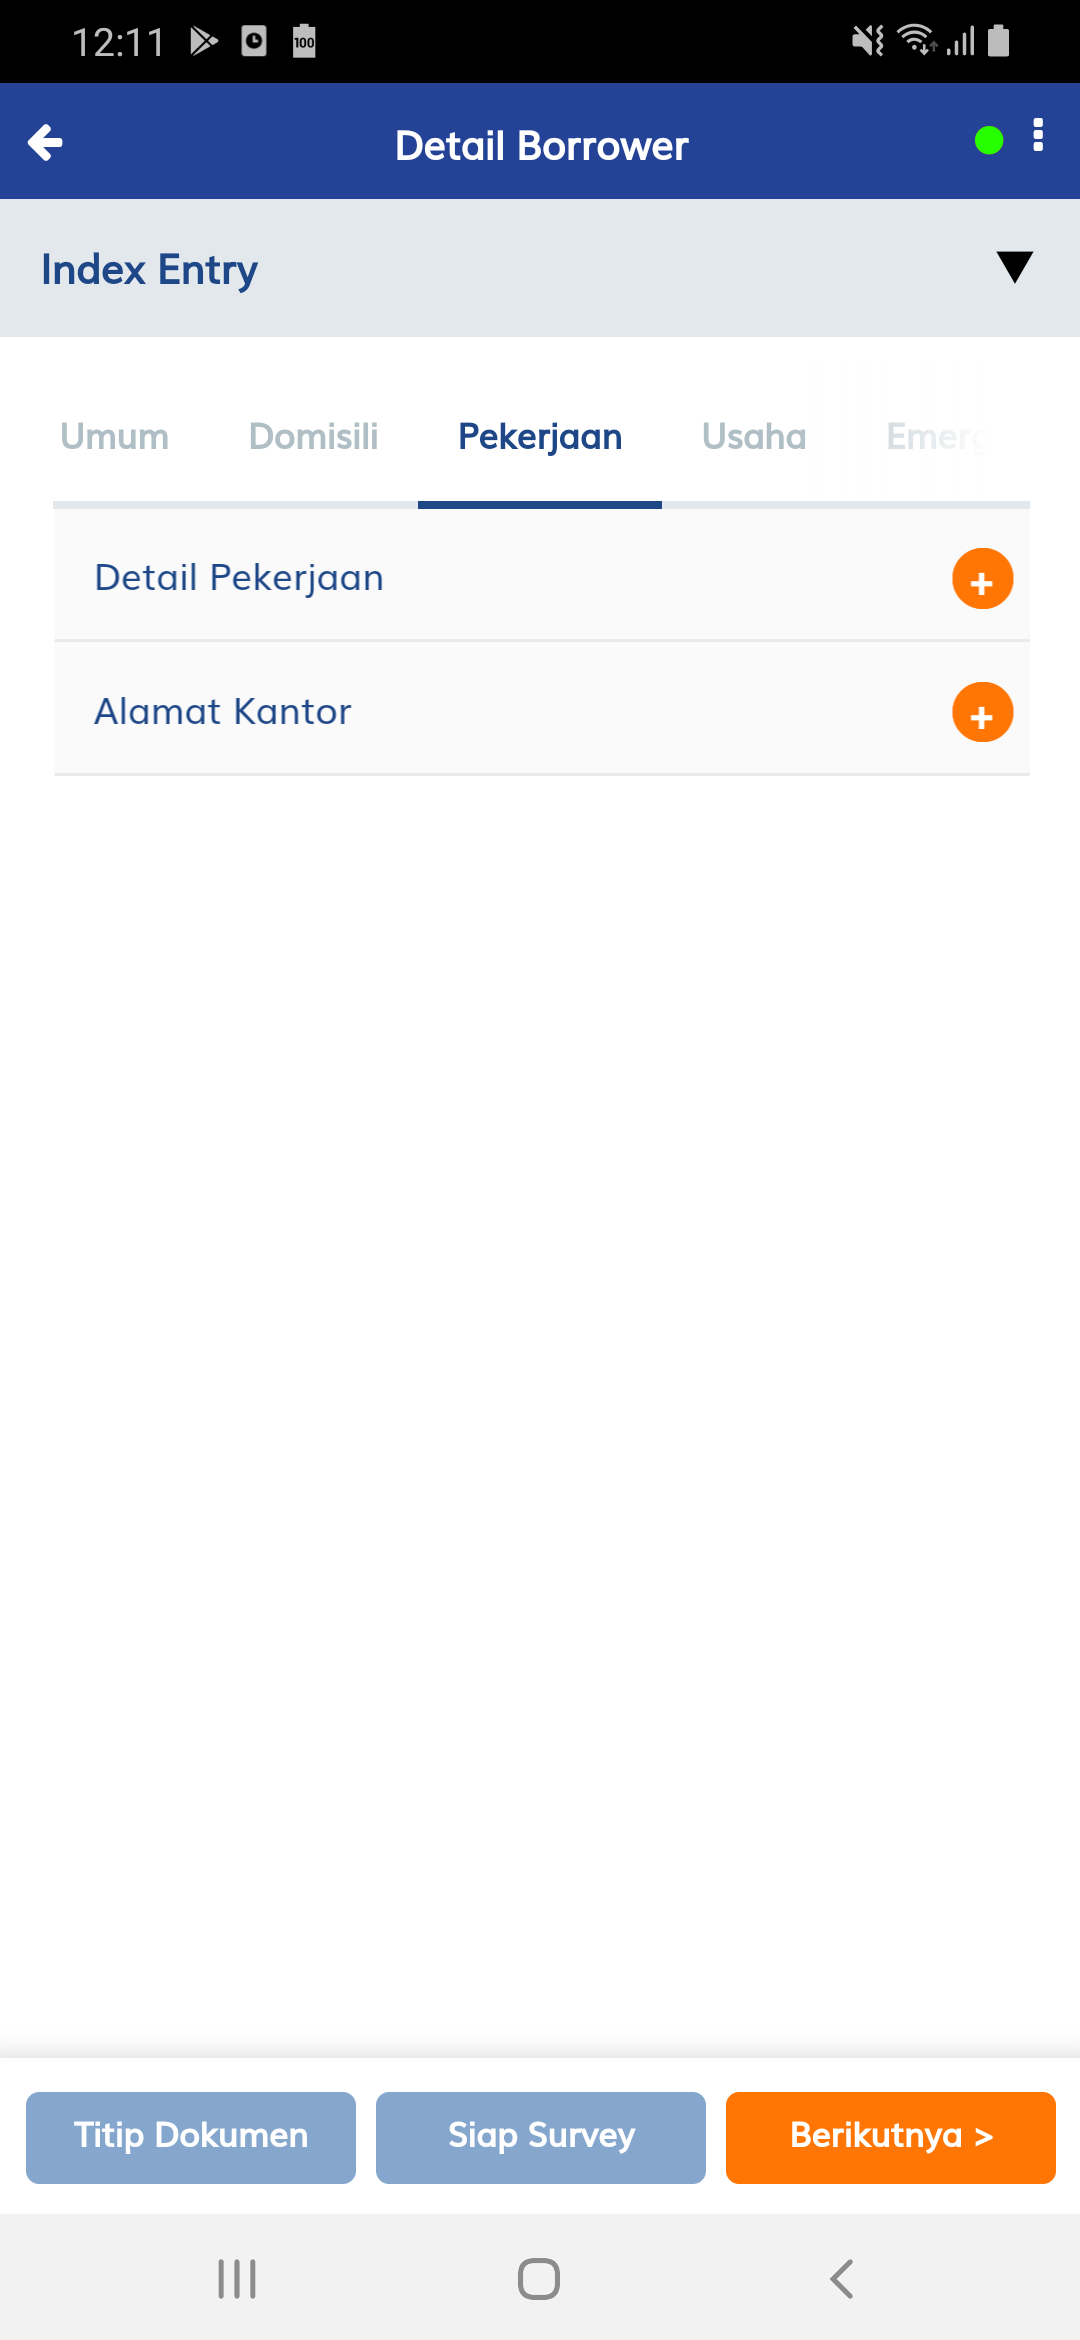 12:11
100
Detail Borrower
Index Entry
Umum Domisili Pekerjaan Usaha Emerg
Detail Pekerjaan
+
Alamat Kantor
+
Titip Dokumen Siap Survey Berikutnya >